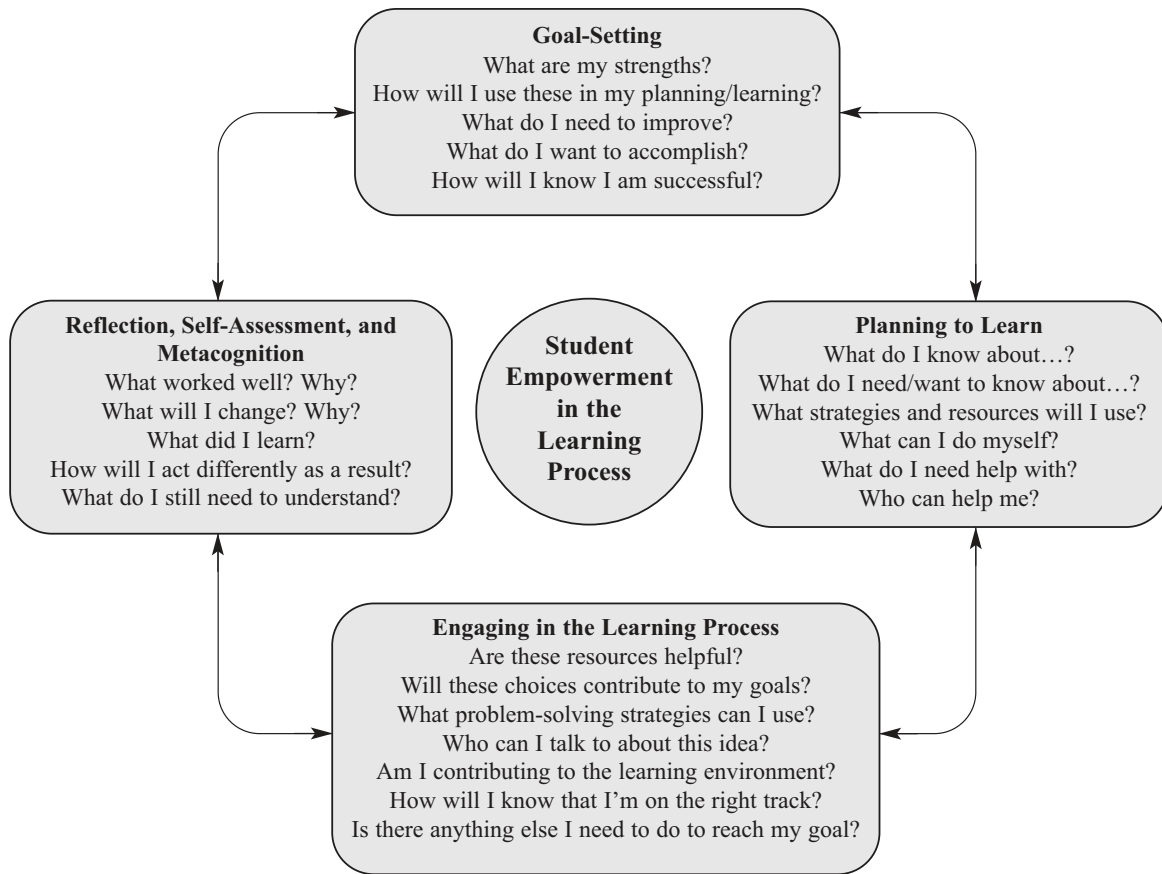 Goal-Setting
What are my strengths?
How will I use these in my planning/learning?
What do I need to improve?
What do I want to accomplish?
How will I know I am successful?
Reflection, Self-Assessment, and
Metacognition
What worked well? Why?
What will I change? Why?
What did I learn?
How will I act differently as a result?
What do I still need to understand?
Student
Empowerment
in the
Learning
Process
Planning to Learn
What do I know about…?
What do I need/want to know about…?
What strategies and resources will I use?
What can I do myself?
What do I need help with?
Who can help me?
Engaging in the Learning Process
Are these resources helpful?
Will these choices contribute to my goals?
What problem-solving strategies can I use?
Who can I talk to about this idea?
Am I contributing to the learning environment?
How will I know that I’m on the right track?
Is there anything else I need to do to reach my goal?